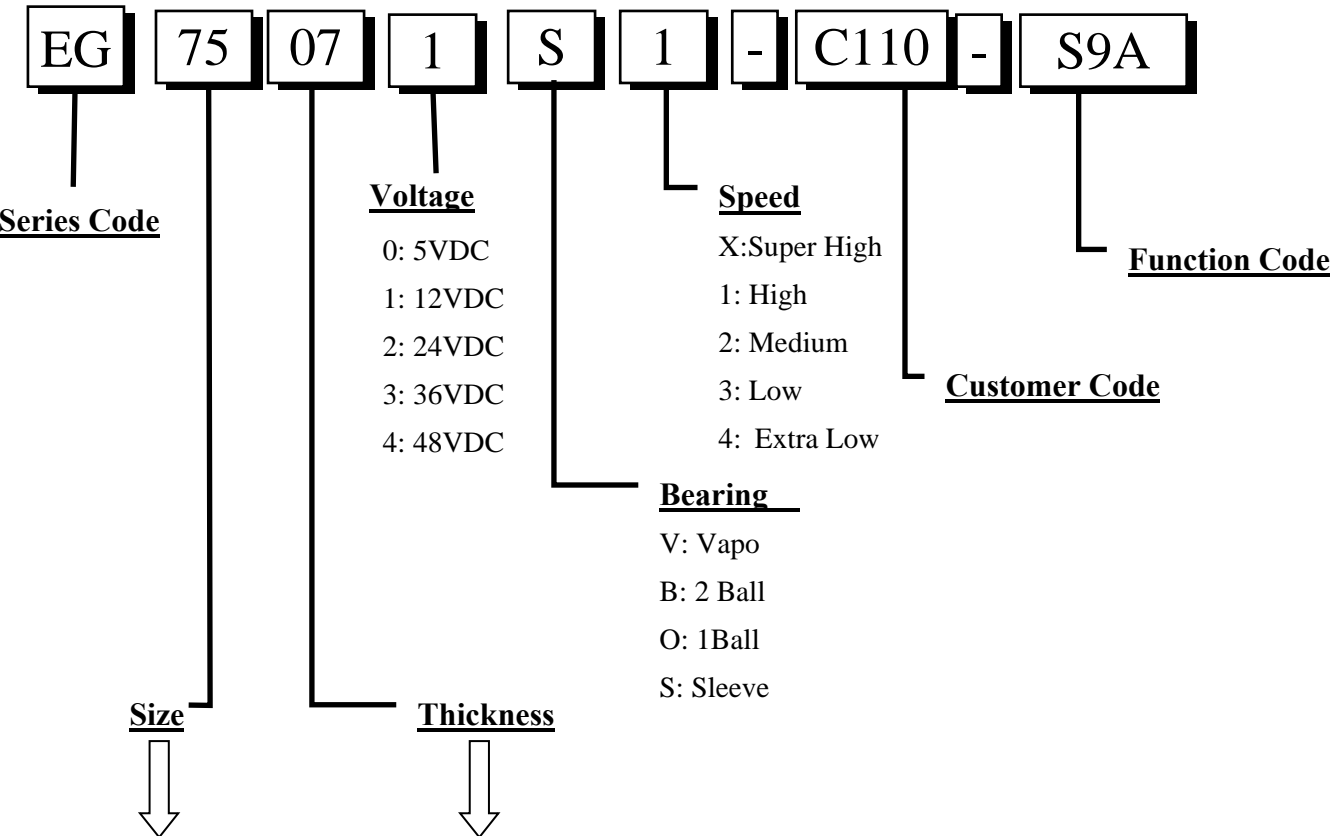 EG 75 07 1 S 1 - C110 - S9A
Series Code
Voltage
0: 5VDC
1: 12VDC
2: 24VDC
3: 36VDC
4: 48VDC
Speed
X:Super High
1: High
2: Medium
3: Low
4: Extra Low
Function Code
Customer Code
Bearing
V: Vapo
B: 2 Ball
O: 1Ball
S: Sleeve
Size
Thickness